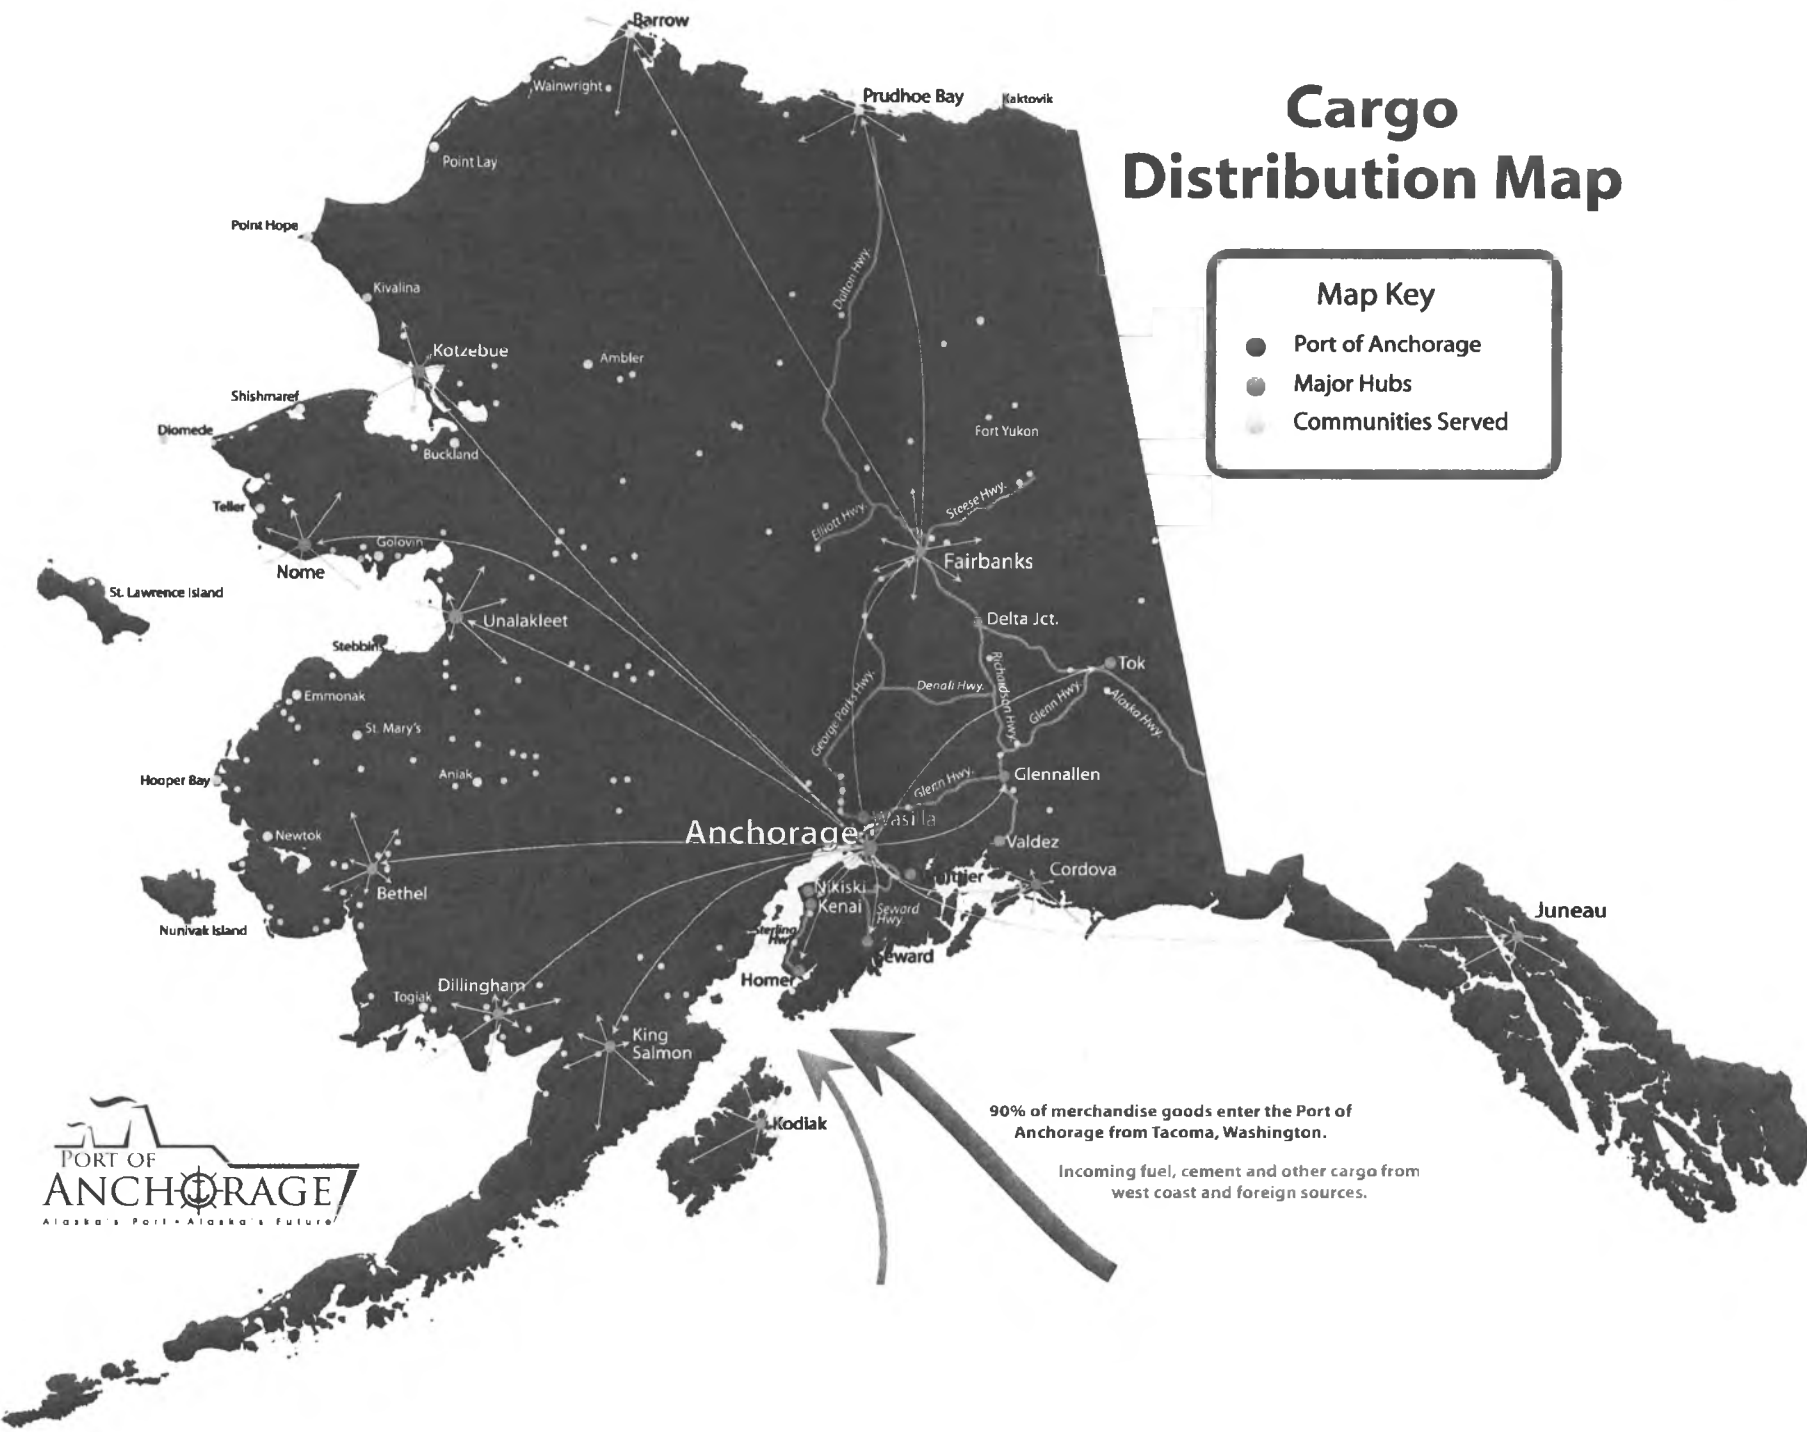 Barrow
Wainwright
Prudhoe Bay
Kaktovik
Cargo
Distribution Map
Point Lay
Point Hope
Map Key
Port of Anchorage
Major Hubs
Communities Served
Dalton Hwy.
Kivalina
Kotzebue
Ambler
Shishmaref
Diomede
Buckland
Fort Yukon
Teller
Steese Hwy.
Elliott Hwy.
Golovin
Nome
Fairbanks
St. Lawrence Island
Unalakleet
Delta Jct.
Stebbins
Tok
Richardson Hwy.
Denali Hwy.
Glenn Hwy.
Alaska Hwy.
George Parks Hwy.
Emmonak
St. Mary's
Hooper Bay
Aniak
Glenn Hwy.
Glennallen
Wasilla
Anchorage
Newtok
Valdez
Cordova
Bethel
Nikiski
Kenai
Seward
Hwy.
Nunivak Island
Sterling
Hwy.
Juneau
Seward
Homer
Dillingham
Togiak
King
Salmon
Kodiak
90% of merchandise goods enter the Port of
Anchorage from Tacoma, Washington.
Incoming fuel, cement and other cargo from
west coast and foreign sources.
PORT OF
ANCHORAGE
Alaska's Port • Alaska's Future